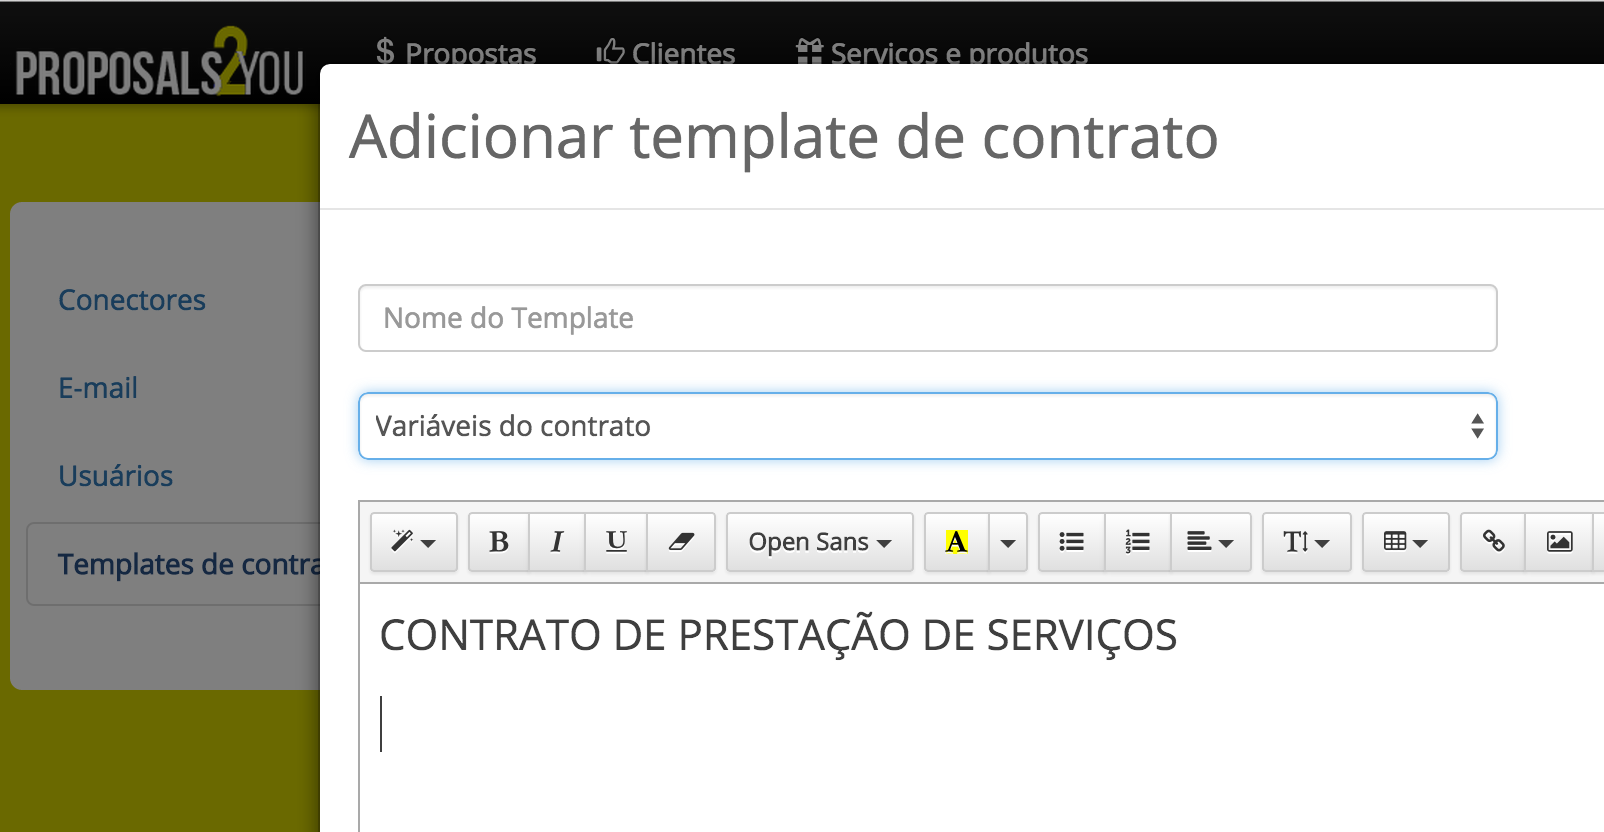 PROPOSALS2YOU
$ Propostas
Clientes
Serviços e produtos
Adicionar template de contrato
Conectores
E-mail
Usuários
Templates de contra
Nome do Template
Variáveis do contrato
B I U Open Sans A T
CONTRATO DE PRESTAÇÃO DE SERVIÇOS